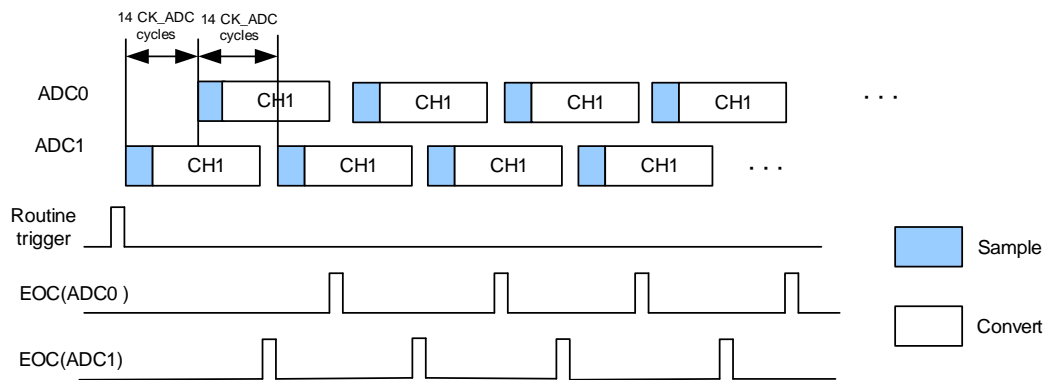 14 CK_ADC cycles
14 CK_ADC cycles
ADC0
CH1
CH1
CH1
CH1
. . .
ADC1
CH1
CH1
CH1
CH1
. . .
Routine
trigger
Sample
EOC(ADC0 )
Convert
EOC(ADC1)